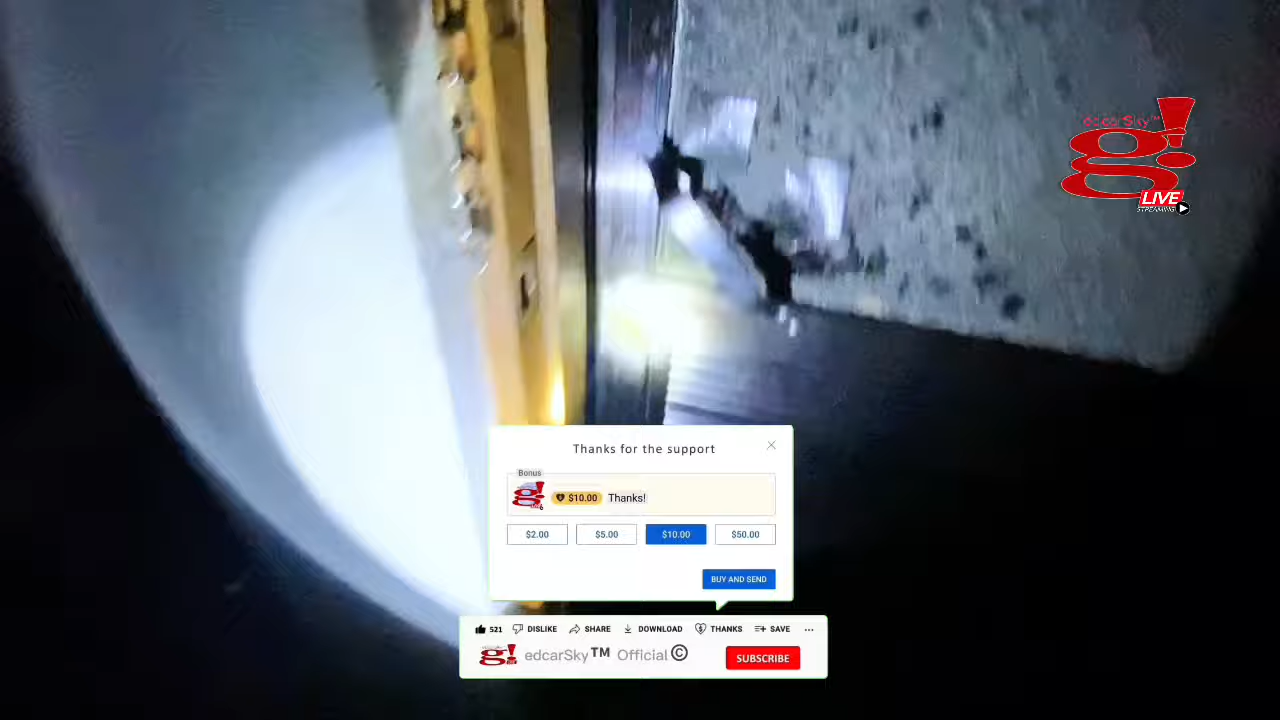 edcarSky™
g!
LIVE
STREAMING
Thanks for the support
Bonus
$10.00 Thanks!
$2.00 $5.00 $10.00 $50.00
BUY AND SEND
521 DISLIKE SHARE DOWNLOAD THANKS SAVE ...
g! edcarSky™ Official© SUBSCRIBE